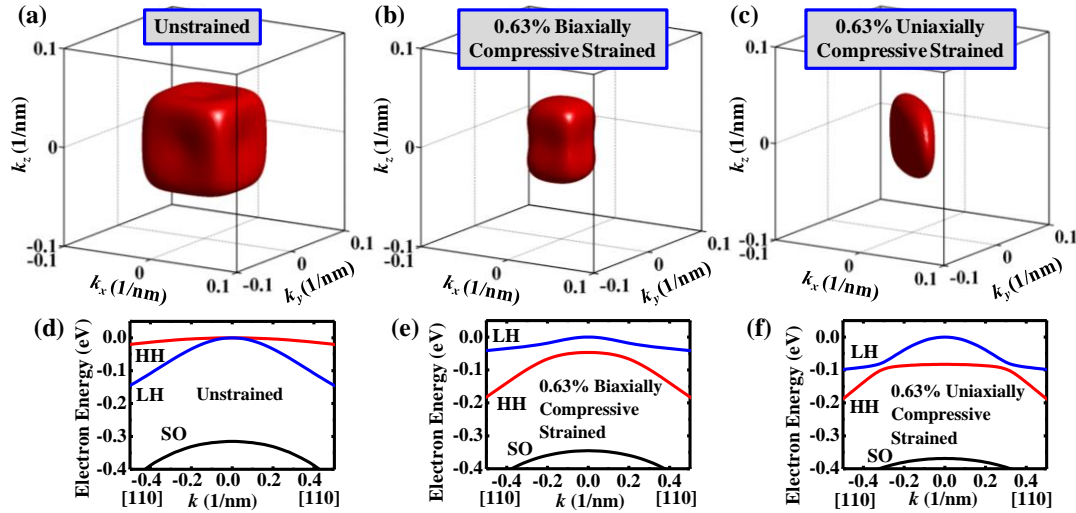 (a)
Unstrained
0.1
0
-0.1
-0.1
0
0.1
-0.1
0
0.1
k_z (1/nm)
k_x (1/nm)
k_y (1/nm)
(b)
0.63% Biaxially
Compressive Strained
0.1
0
-0.1
-0.1
0
0.1
-0.1
0
0.1
k_z (1/nm)
k_x (1/nm)
k_y (1/nm)
(c)
0.63% Uniaxially
Compressive Strained
0.1
0
-0.1
-0.1
0
0.1
-0.1
0
0.1
k_z (1/nm)
k_x (1/nm)
k_y (1/nm)
(d)
Electron Energy (eV)
0.0
-0.1
-0.2
-0.3
-0.4
HH
LH
Unstrained
SO
-0.4 -0.2 0.0 0.2 0.4
[110] k (1/nm) [110]
(e)
Electron Energy (eV)
0.0
-0.1
-0.2
-0.3
-0.4
LH
HH
0.63% Biaxially
Compressive
Strained
SO
-0.4 -0.2 0.0 0.2 0.4
[110] k (1/nm) [110]
(f)
Electron Energy (eV)
0.0
-0.1
-0.2
-0.3
-0.4
LH
HH
0.63% Uniaxially
Compressive
Strained
SO
-0.4 -0.2 0.0 0.2 0.4
[110] k (1/nm) [110]